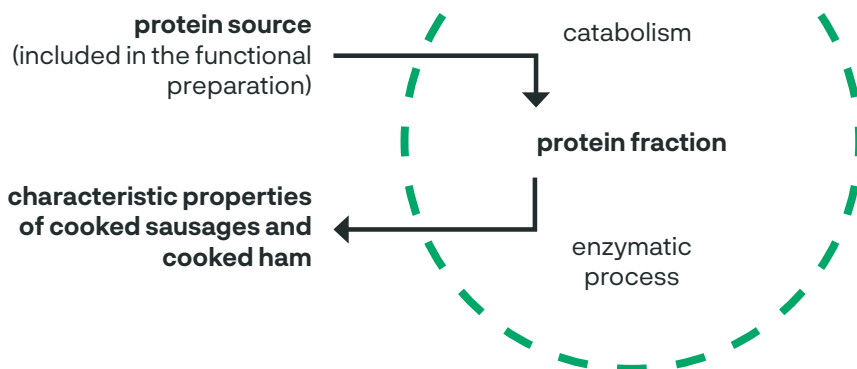 protein source
(included in the functional
preparation)
catabolism
protein fraction
characteristic properties
of cooked sausages and
cooked ham
enzymatic
process